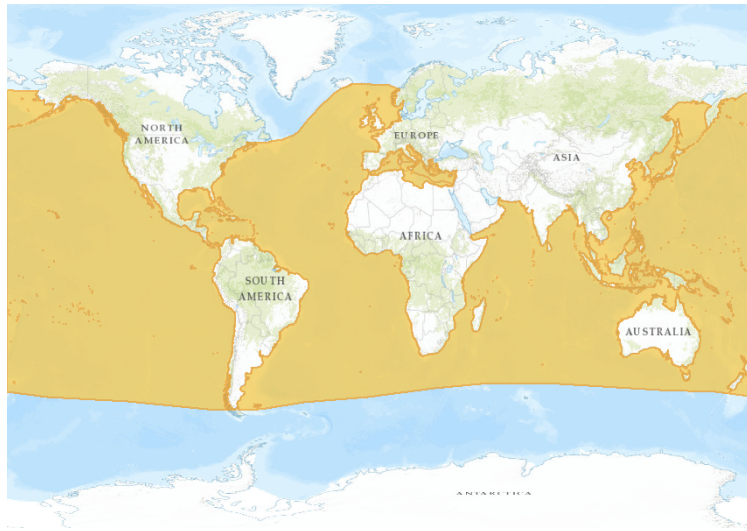 NORTH
AMERICA
EUROPE
ASIA
AFRICA
SOUTH
AMERICA
AUSTRALIA
ANTARCTICA